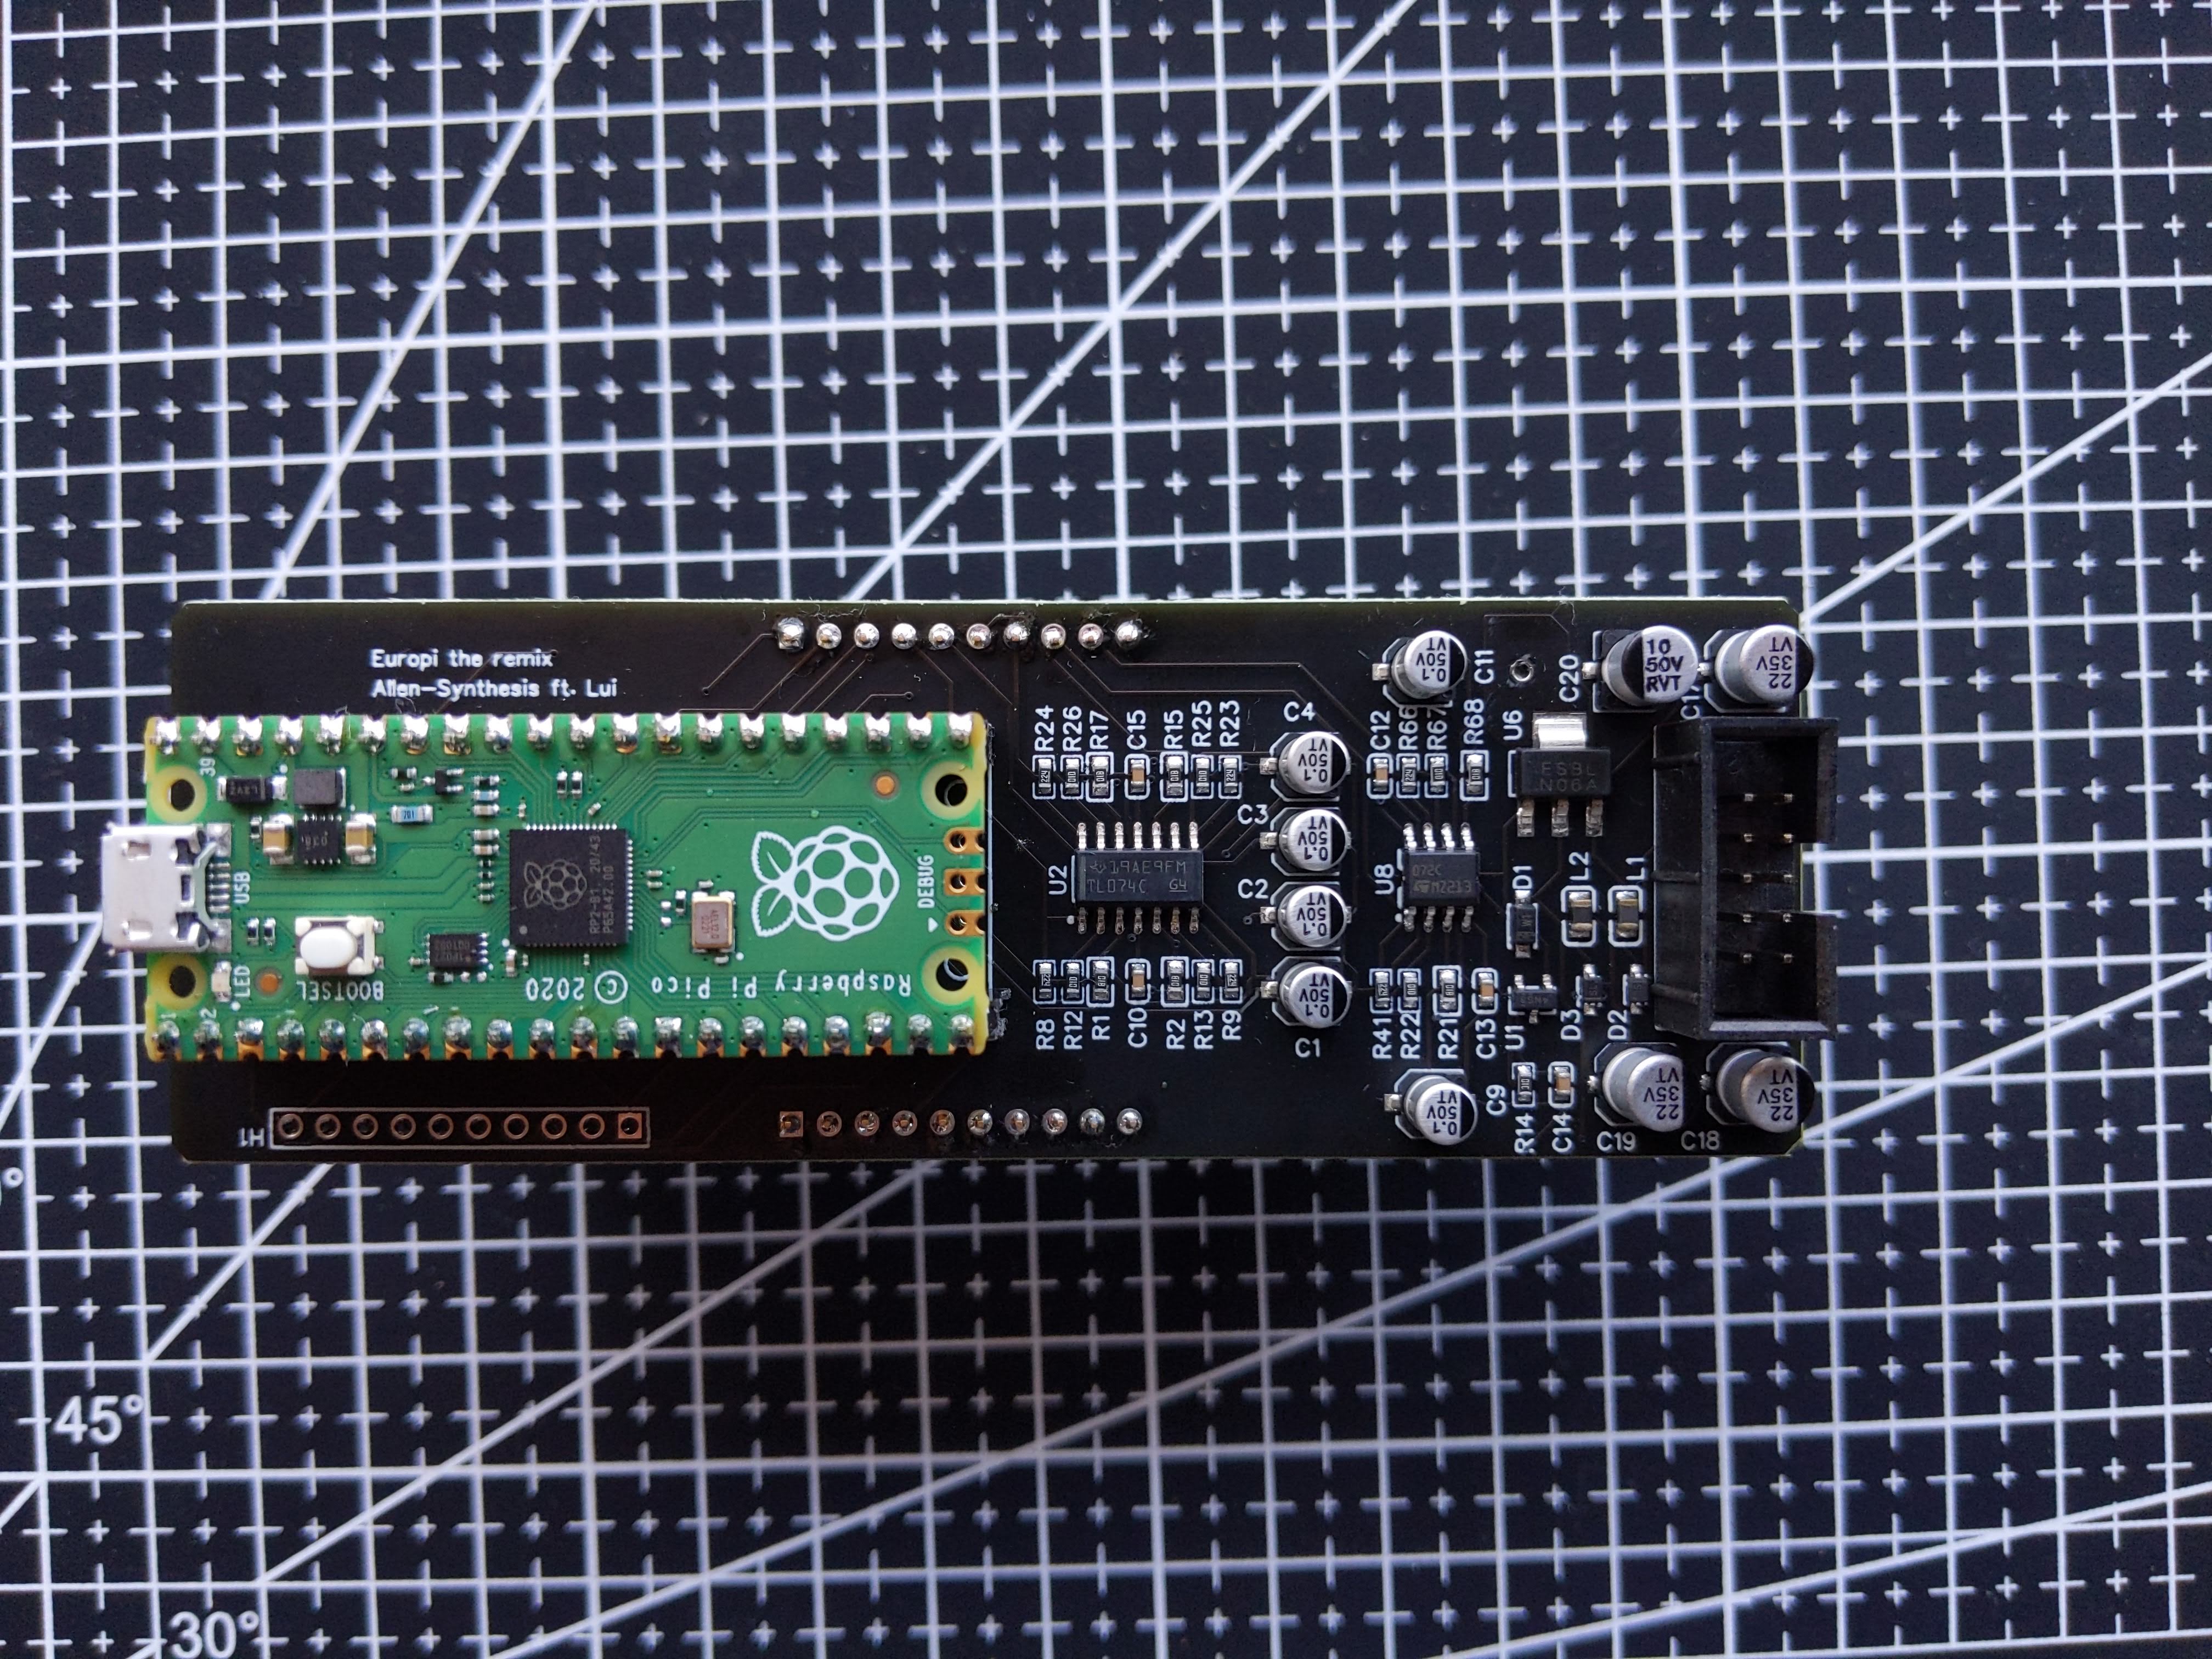 Europi the remix
Allen-Synthesis ft. Lui
39
USB
LED
2
BOOTSEL
DEBUG
Raspberry Pi Pico © 2020
RP2-B1 20/43
P65A42.00
H1
R24
R26
R17
C15
R15
R25
R23
C4
C3
C2
C1
U2
19AE9FM
TL074C G4
R8
R12
R1
C10
R2
R13
R9
0.1
50V
VT
0.1
50V
VT
0.1
50V
VT
0.1
50V
VT
0.1
50V
VT
C11
C12
R66
R67
R68
U8
072C
MZ213
R41
R22
R21
C13
U1
0.1
50V
VT
C9
R14
C14
U6
N06A
D1
L2
L1
D3
D2
C20
10
50V
RVT
22
35V
VT
22
35V
VT
22
35V
VT
C19
C18
45°
30°